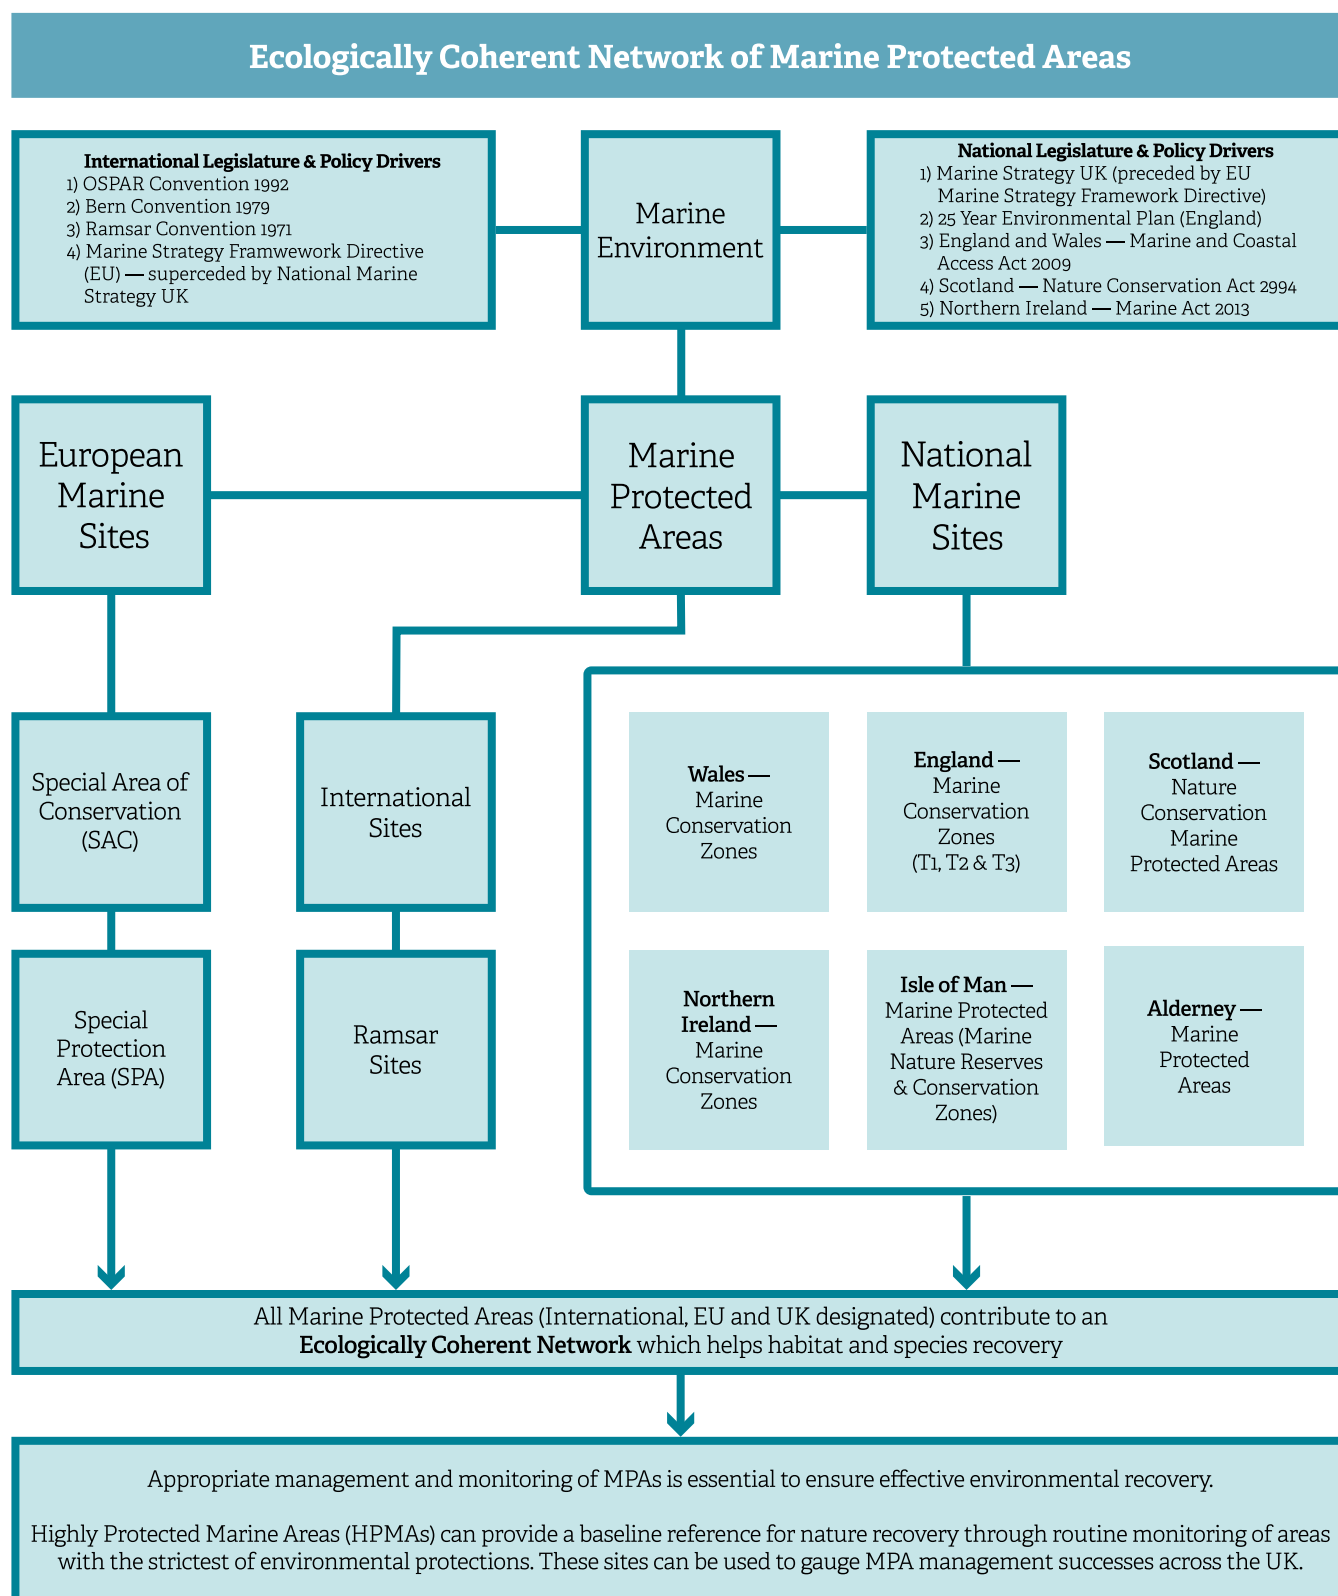 Ecologically Coherent Network of Marine Protected Areas
International Legislature & Policy Drivers
1) OSPAR Convention 1992
2) Bern Convention 1979
3) Ramsar Convention 1971
4) Marine Strategy Framwework Directive
(EU) — superceded by National Marine
Strategy UK
Marine
Environment
National Legislature & Policy Drivers
1) Marine Strategy UK (preceded by EU
Marine Strategy Framework Directive)
2) 25 Year Environmental Plan (England)
3) England and Wales — Marine and Coastal
Access Act 2009
4) Scotland — Nature Conservation Act 2994
5) Northern Ireland — Marine Act 2013
European
Marine
Sites
Marine
Protected
Areas
National
Marine
Sites
Special Area of
Conservation
(SAC)
International
Sites
Wales —
Marine
Conservation
Zones
England —
Marine
Conservation
Zones
(T1, T2 & T3)
Scotland —
Nature
Conservation
Marine
Protected Areas
Special
Protection
Area (SPA)
Ramsar
Sites
Northern
Ireland —
Marine
Conservation
Zones
Isle of Man —
Marine Protected
Areas (Marine
Nature Reserves
& Conservation
Zones)
Alderney —
Marine
Protected
Areas
All Marine Protected Areas (International, EU and UK designated) contribute to an
Ecologically Coherent Network which helps habitat and species recovery
Appropriate management and monitoring of MPAs is essential to ensure effective environmental recovery.
Highly Protected Marine Areas (HPMAs) can provide a baseline reference for nature recovery through routine monitoring of areas
with the strictest of environmental protections. These sites can be used to gauge MPA management successes across the UK.